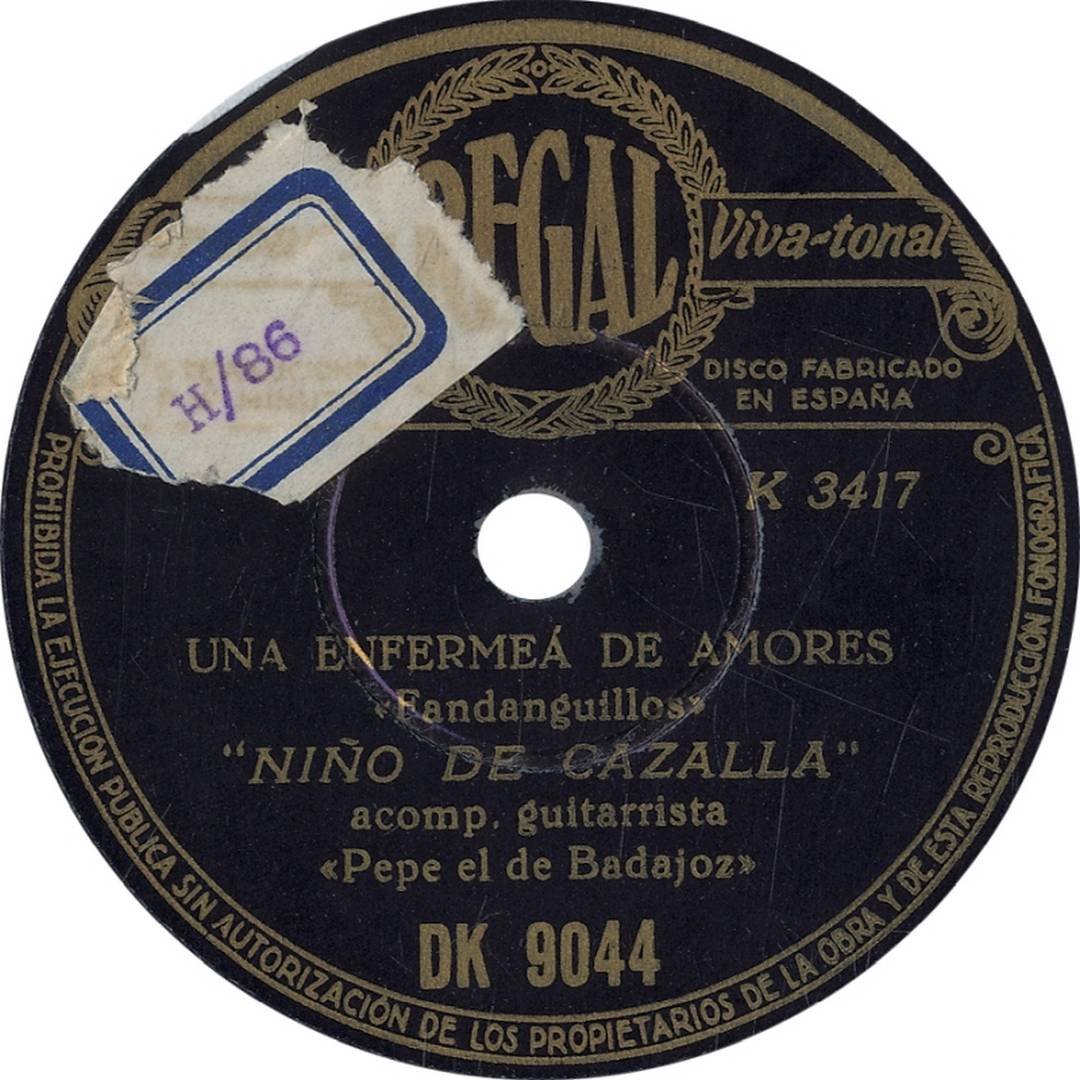 REGAL
Viva-tonal
H/86
DISCO FABRICADO
EN ESPAÑA
K 3417
UNA ENFERMEÁ DE AMORES
«Fandanguillos»
"NIÑO DE CAZALLA"
acomp. guitarrista
«Pepe el de Badajoz»
DK 9044
PROHIBIDA LA EJECUCIÓN PUBLICA SIN AUTORIZACIÓN DE LOS PROPIETARIOS DE LA OBRA Y DE ESTA REPRODUCCIÓN FONOGRÁFICA